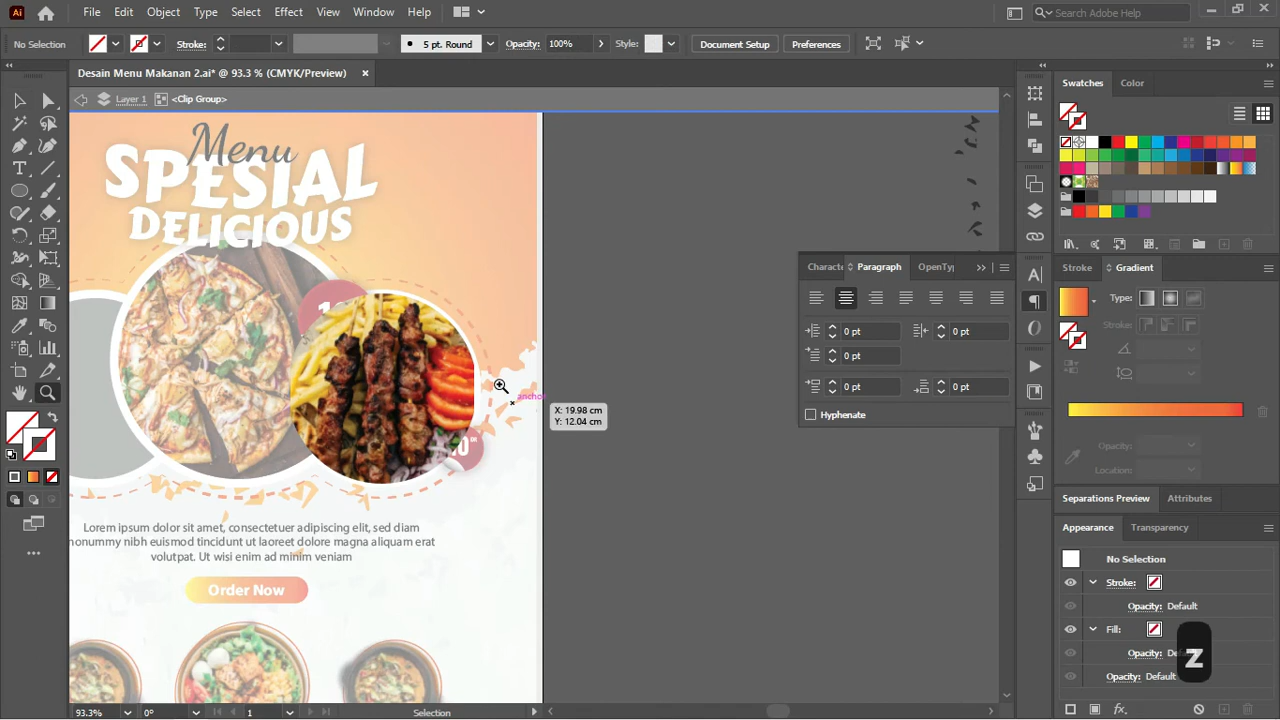 Ai File Edit Object Type Select Effect View Window Help Search Adobe Help
No Selection Stroke: 5 pt. Round Opacity: 100% Style: Document Setup Preferences
Desain Menu Makanan 2.ai* @ 93.3 % (CMYK/Preview) ×
Layer 1 <Clip Group>
Menu
SPESIAL
DELICIOUS
anchor
X: 19.98 cm
Y: 12.04 cm
Lorem ipsum dolor sit amet, consectetuer adipiscing elit, sed diam
nonummy nibh euismod tincidunt ut laoreet dolore magna aliquam erat
volutpat. Ut wisi enim ad minim veniam
Order Now
Characte Paragraph OpenTyp
0 pt 0 pt
0 pt
0 pt 0 pt
Hyphenate
Swatches Color
Stroke Gradient
Type:
Stroke:
Opacity:
Location:
Separations Preview Attributes
Appearance Transparency
No Selection
Stroke:
Opacity: Default
Fill:
Opacity: De
Opacity: Default
z
93.3% 0° 1 Selection